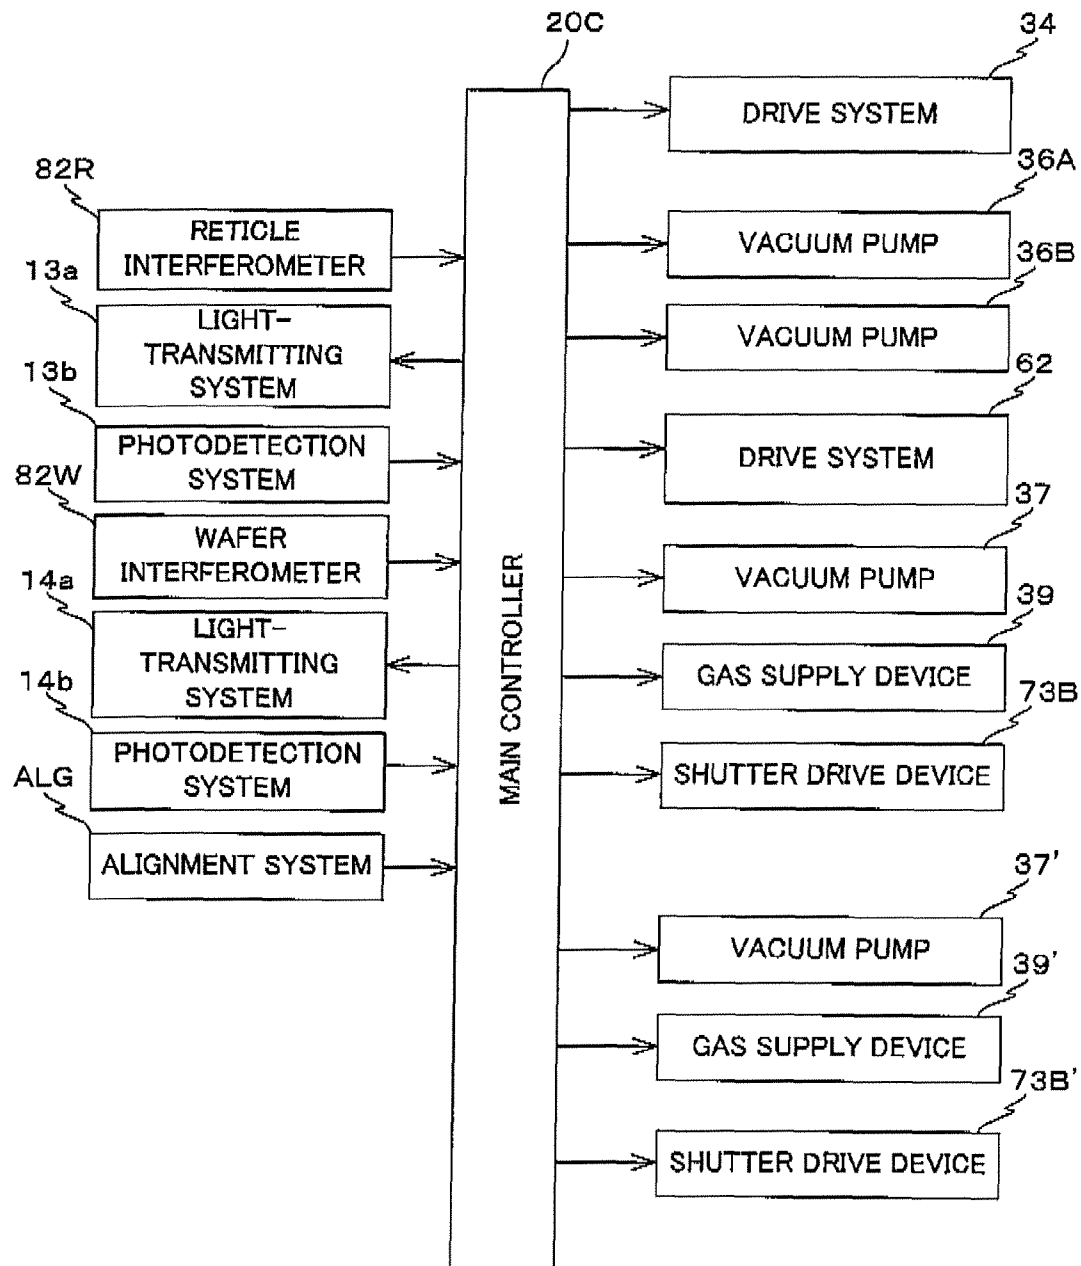 20C
34
DRIVE SYSTEM
82R
RETICLE
INTERFEROMETER
36A
VACUUM PUMP
13a
LIGHT-
TRANSMITTING
SYSTEM
36B
VACUUM PUMP
13b
PHOTODETECTION
SYSTEM
62
DRIVE SYSTEM
82W
WAFER
INTERFEROMETER
37
VACUUM PUMP
14a
LIGHT-
TRANSMITTING
SYSTEM
39
GAS SUPPLY DEVICE
14b
PHOTODETECTION
SYSTEM
73B
SHUTTER DRIVE DEVICE
ALG
ALIGNMENT SYSTEM
MAIN CONTROLLER
37'
VACUUM PUMP
39'
GAS SUPPLY DEVICE
73B'
SHUTTER DRIVE DEVICE